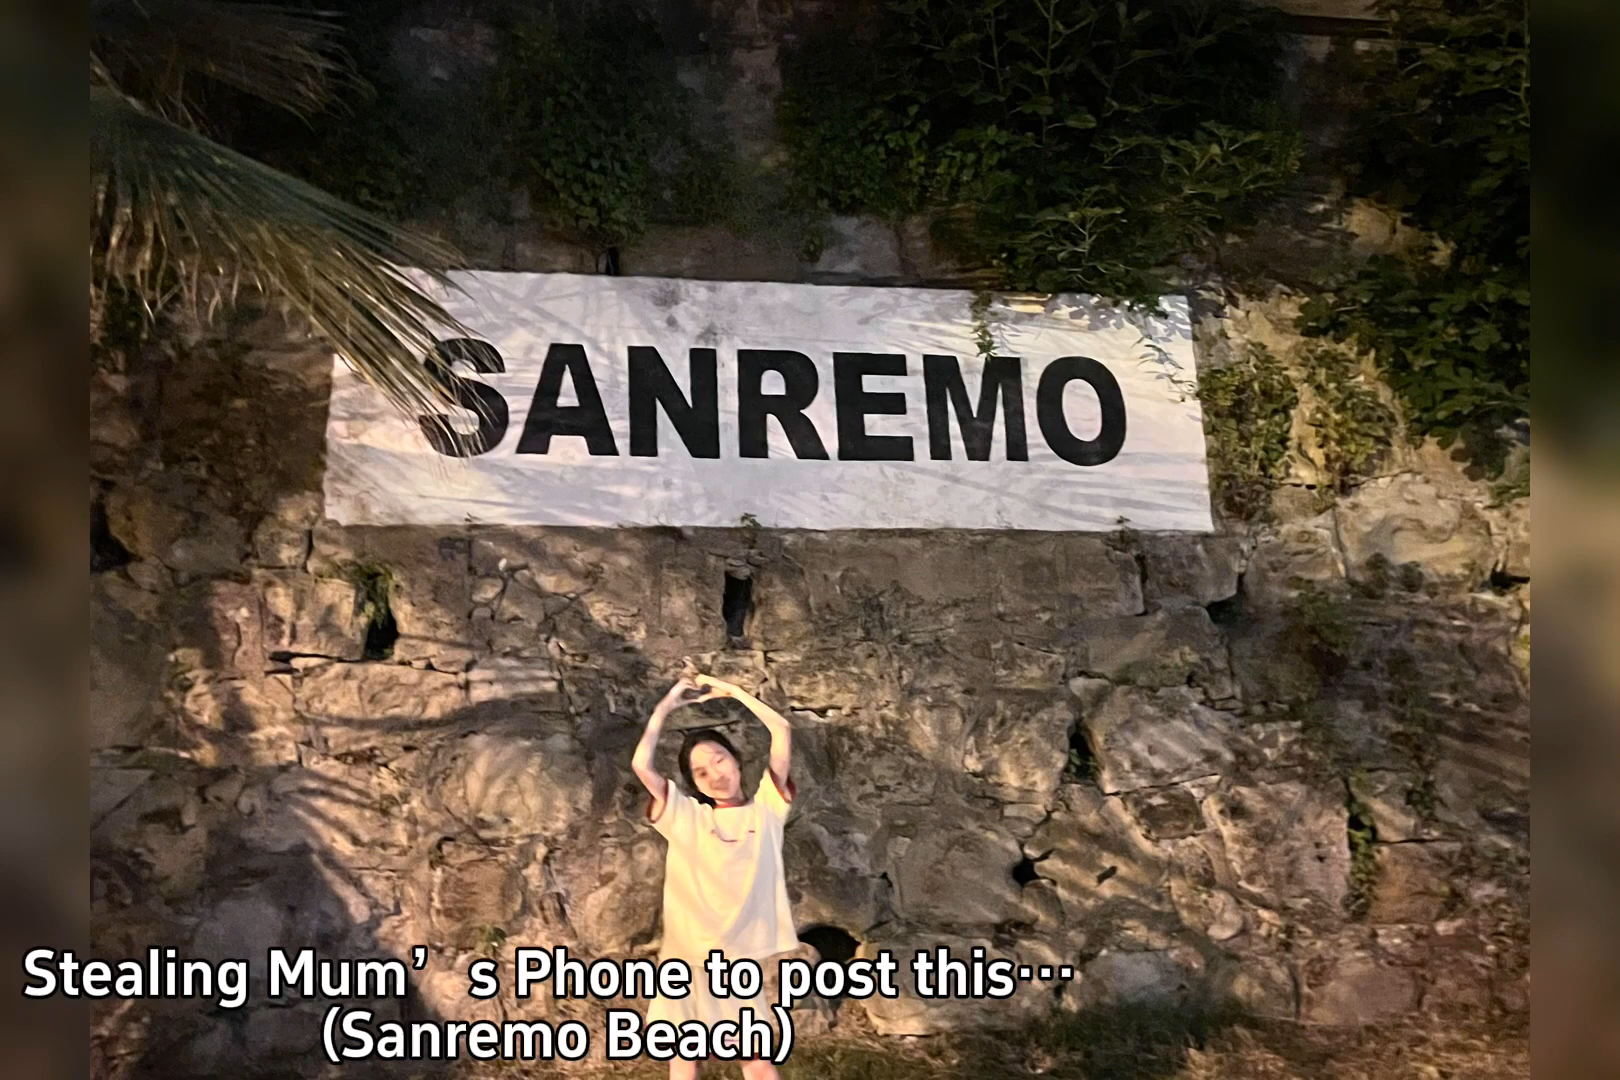 SANREMO
Stealing Mum’s Phone to post this…
(Sanremo Beach)